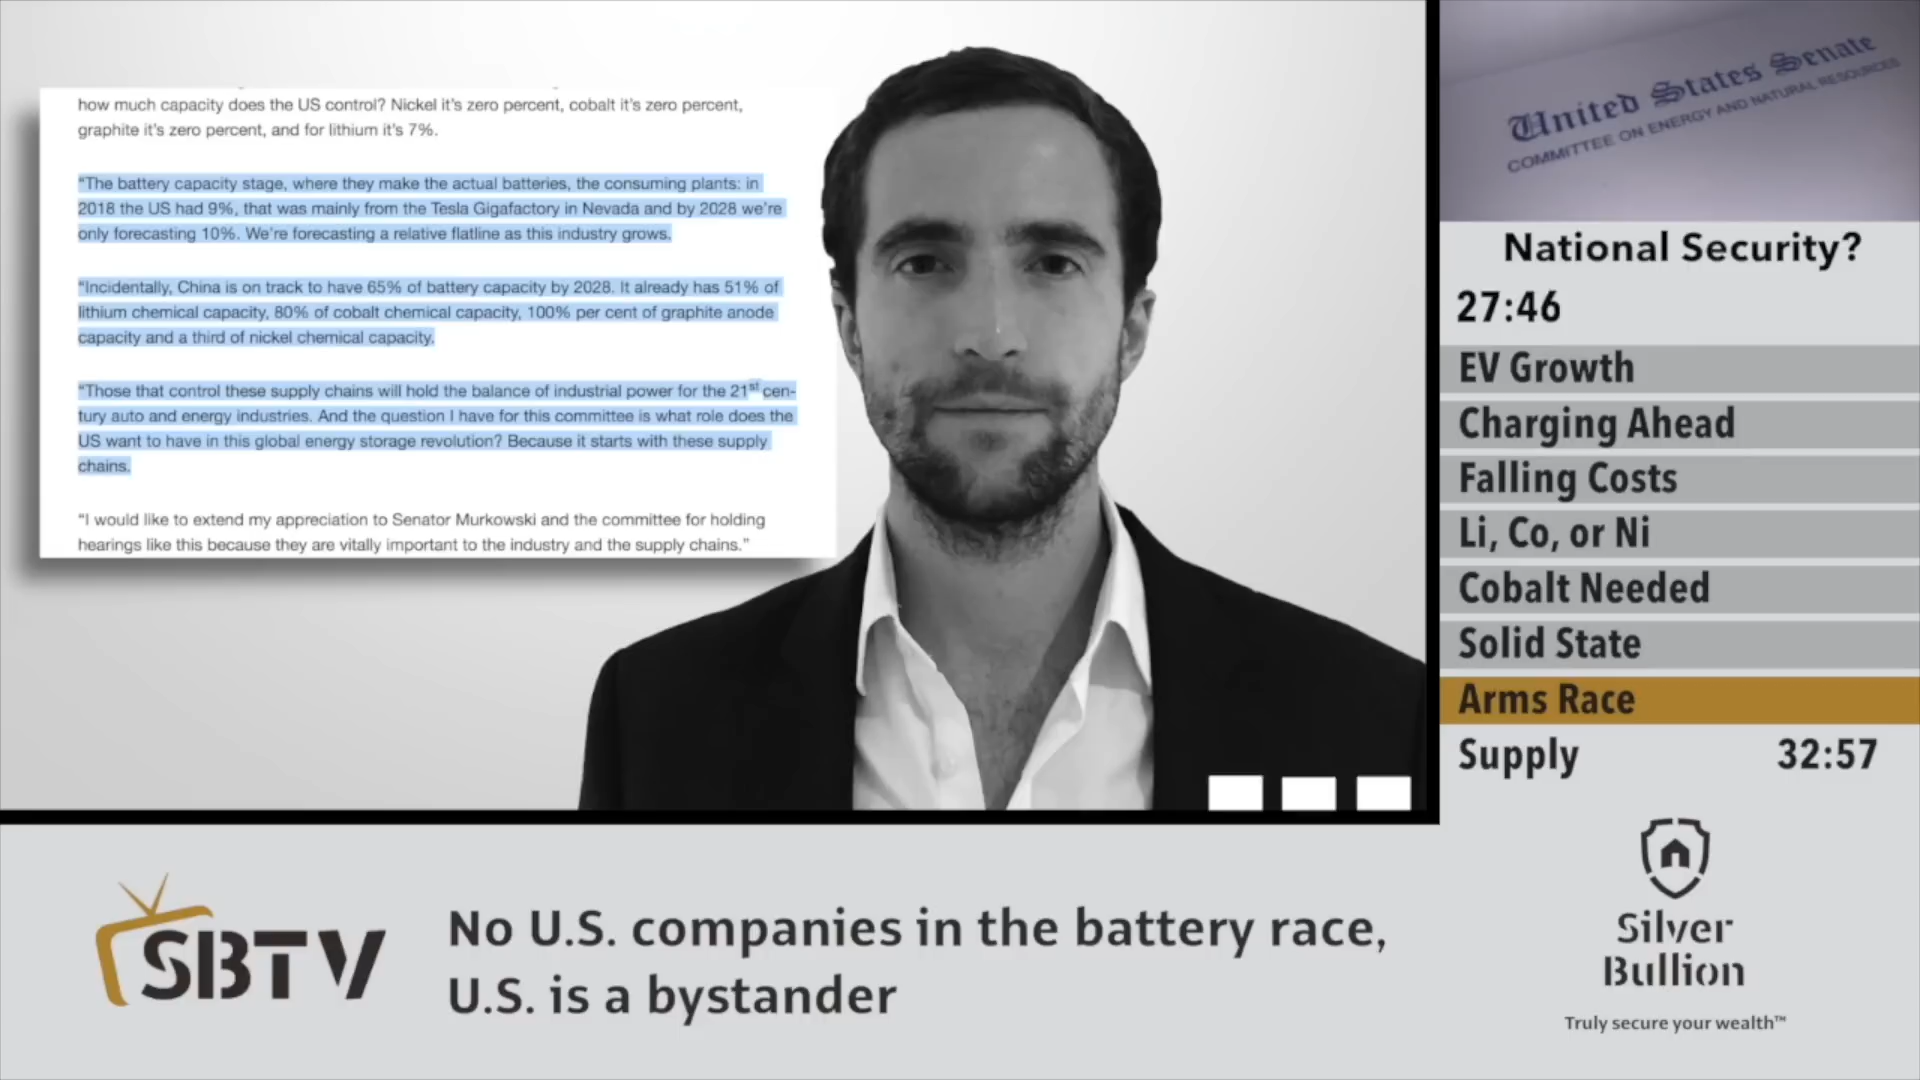 how much capacity does the US control? Nickel it's zero percent, cobalt it's zero percent,
graphite it's zero percent, and for lithium it's 7%.
“The battery capacity stage, where they make the actual batteries, the consuming plants: in
2018 the US had 9%, that was mainly from the Tesla Gigafactory in Nevada and by 2028 we’re
only forecasting 10%. We’re forecasting a relative flatline as this industry grows.
“Incidentally, China is on track to have 65% of battery capacity by 2028. It already has 51% of
lithium chemical capacity, 80% of cobalt chemical capacity, 100% per cent of graphite anode
capacity and a third of nickel chemical capacity.
“Those that control these supply chains will hold the balance of industrial power for the 21st cen-
tury auto and energy industries. And the question I have for this committee is what role does the
US want to have in this global energy storage revolution? Because it starts with these supply
chains.
“I would like to extend my appreciation to Senator Murkowski and the committee for holding
hearings like this because they are vitally important to the industry and the supply chains.”
United States Senate
COMMITTEE ON ENERGY AND NATURAL RESOURCES
National Security?
27:46
EV Growth
Charging Ahead
Falling Costs
Li, Co, or Ni
Cobalt Needed
Solid State
Arms Race
Supply 32:57
SBTV
No U.S. companies in the battery race,
U.S. is a bystander
Silver
Bullion
Truly secure your wealth™